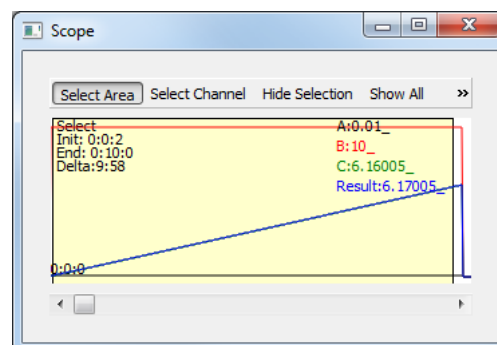 Scope
Select Area Select Channel Hide Selection Show All »
Select
Init: 0:0:2
End: 0:10:0
Delta:9:58
A:0.01_
B:10_
C:6.16005_
Result:6.17005_
0:0:0